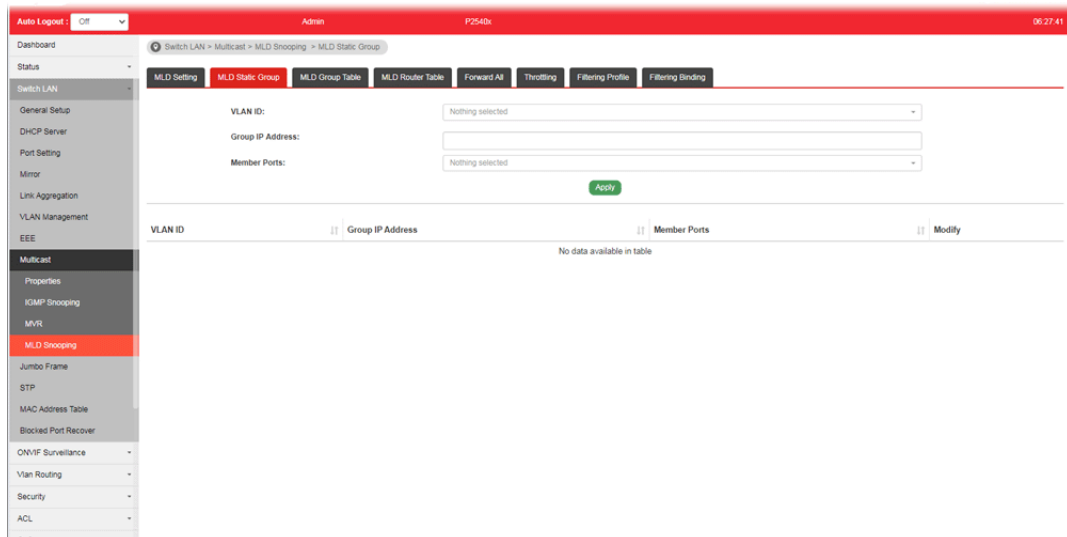 Auto Logout : Off Admin P2540x 06:27:41
Dashboard
Status
Switch LAN
General Setup
DHCP Server
Port Setting
Mirror
Link Aggregation
VLAN Management
EEE
Multicast
Properties
IGMP Snooping
MVR
MLD Snooping
Jumbo Frame
STP
MAC Address Table
Blocked Port Recover
ONVIF Surveillance
Vlan Routing
Security
ACL
Switch LAN > Multicast > MLD Snooping > MLD Static Group
MLD Setting MLD Static Group MLD Group Table MLD Router Table Forward All Throttling Filtering Profile Filtering Binding
VLAN ID: Nothing selected
Group IP Address:
Member Ports: Nothing selected
Apply
VLAN ID Group IP Address Member Ports Modify
No data available in table